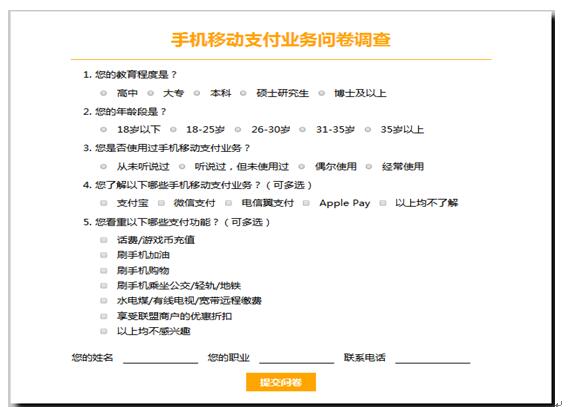 手机移动支付业务问卷调查
1. 您的教育程度是？
高中 大专 本科 硕士研究生 博士及以上
2. 您的年龄段是？
18岁以下 18-25岁 26-30岁 31-35岁 35岁以上
3. 您是否使用过手机移动支付业务？
从未听说过 听说过，但未使用过 偶尔使用 经常使用
4. 您了解以下哪些手机移动支付业务？（可多选）
支付宝 微信支付 电信翼支付 Apple Pay 以上均不了解
5. 您看重以下哪些支付功能？（可多选）
话费/游戏币充值
刷手机加油
刷手机购物
刷手机乘坐公交/轻轨/地铁
水电煤/有线电视/宽带远程缴费
享受联盟商户的优惠折扣
以上均不感兴趣
您的姓名 您的职业 联系电话
提交问卷